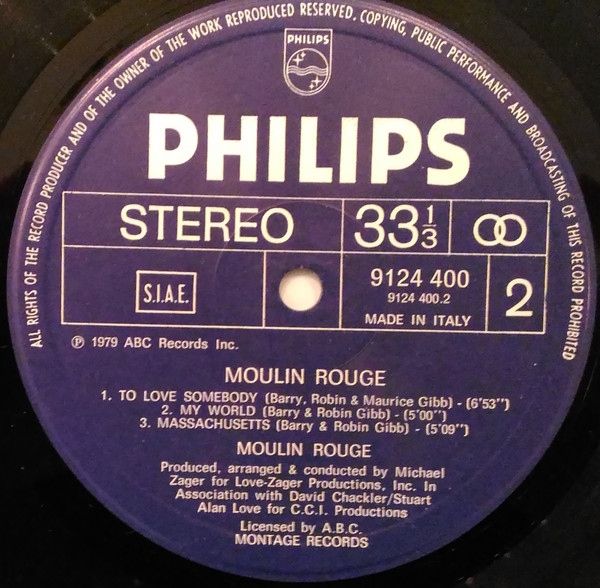 ALL RIGHTS OF THE RECORD PRODUCER AND OF THE OWNER OF THE WORK REPRODUCED RESERVED. COPYING, PUBLIC PERFORMANCE AND BROADCASTING OF THIS RECORD PROHIBITED
PHILIPS
PHILIPS
STEREO 33 1/3
S.I.A.E. 9124 400 2
9124 400.2
MADE IN ITALY
℗ 1979 ABC Records Inc.
MOULIN ROUGE
1. TO LOVE SOMEBODY (Barry, Robin & Maurice Gibb) - (6'53")
2. MY WORLD (Barry & Robin Gibb) - (5'00")
3. MASSACHUSETTS (Barry & Robin Gibb) - (5'09")
MOULIN ROUGE
Produced, arranged & conducted by Michael
Zager for Love-Zager Productions, Inc. In
Association with David Chackler/Stuart
Alan Love for C.C.I. Productions
Licensed by A.B.C.
MONTAGE RECORDS